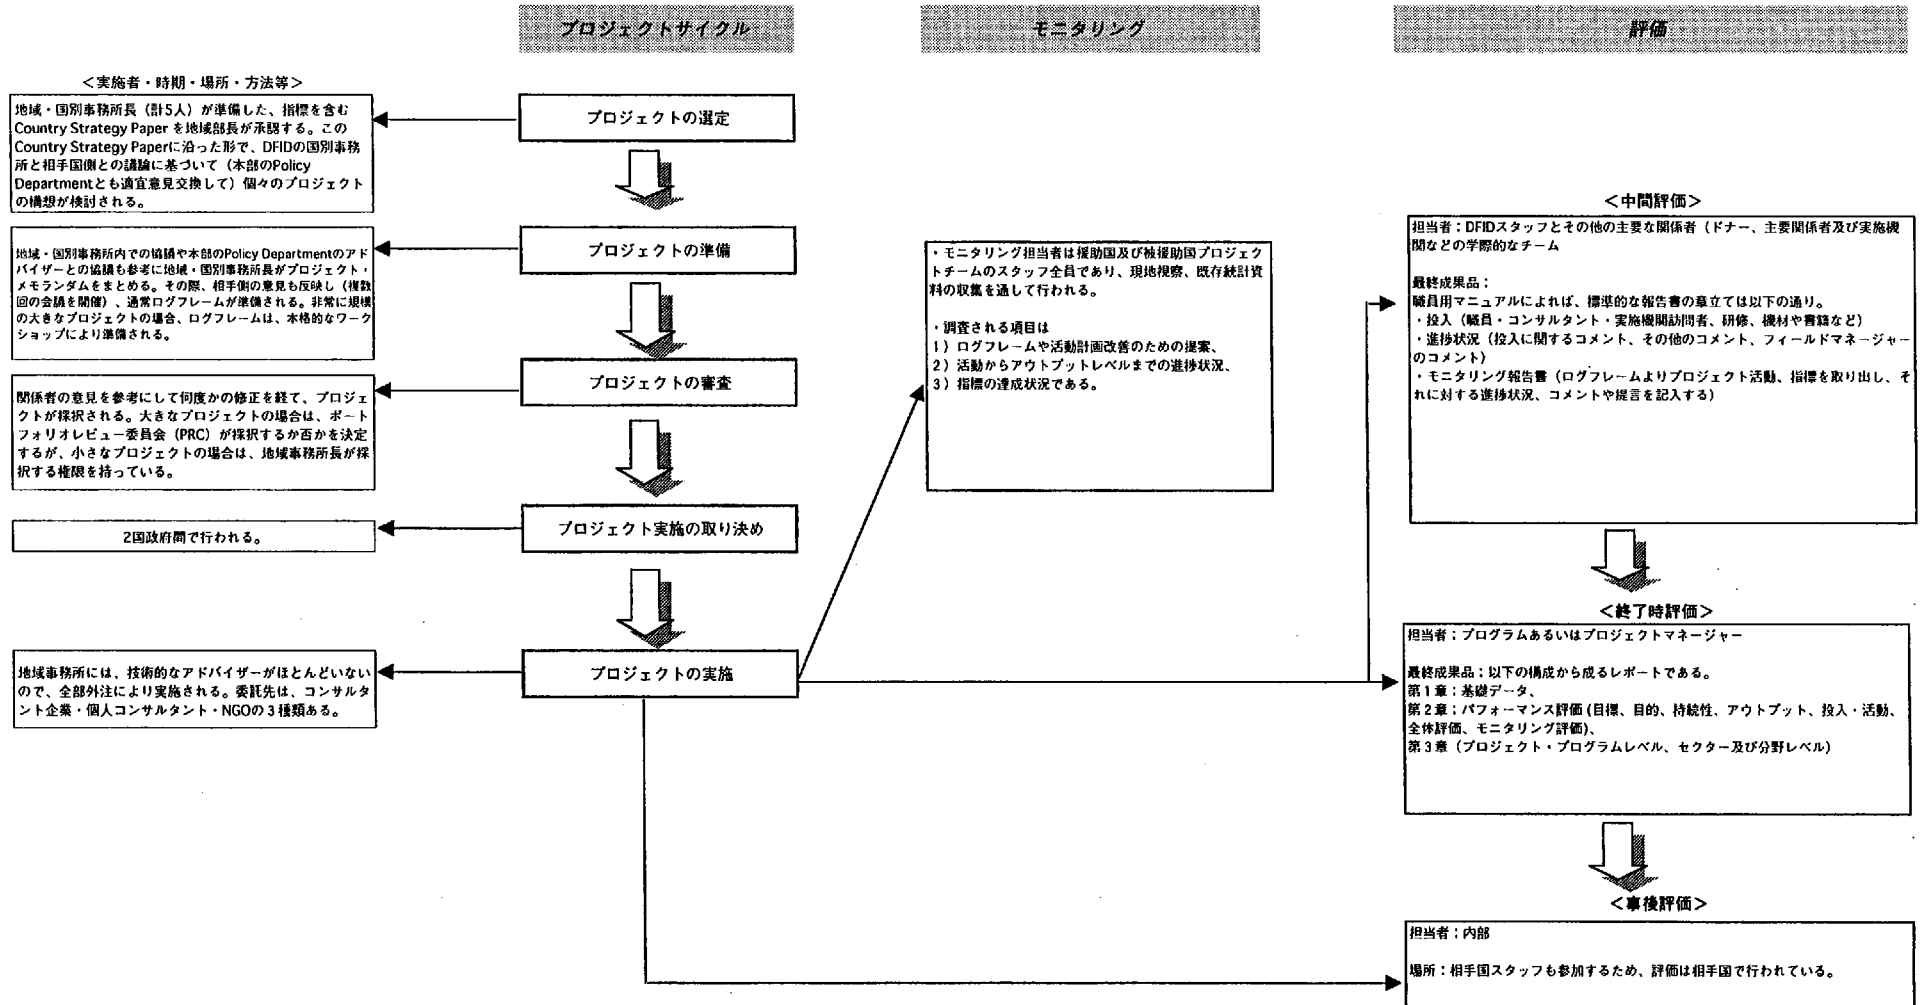 プロジェクトサイクル
モニタリング
評価
＜実施者・時期・場所・方法等＞
地域・国別事務所長（計5人）が準備した、指標を含む
Country Strategy Paper を地域部長が承認する。この
Country Strategy Paperに沿った形で、DFIDの国別事務
所と相手国側との議論に基づいて（本部のPolicy
Departmentとも適宜意見交換して）個々のプロジェクト
の構想が検討される。
プロジェクトの選定
地域・国別事務所内での協議や本部のPolicy Departmentのアド
バイザーとの協議も参考に地域・国別事務所長がプロジェクト・
メモランダムをまとめる。その際、相手側の意見も反映し（複数
回の会議を開催）、通常ログフレームが準備される。非常に規模
の大きなプロジェクトの場合、ログフレームは、本格的なワーク
ショップにより準備される。
プロジェクトの準備
関係者の意見を参考にして何度かの修正を経て、プロジェ
クトが採択される。大きなプロジェクトの場合は、ポート
フォリオレビュー委員会（PRC）が採択するか否かを決定
するが、小さなプロジェクトの場合は、地域事務所長が採
択する権限を持っている。
プロジェクトの審査
2国政府間で行われる。
プロジェクト実施の取り決め
地域事務所には、技術的なアドバイザーがほとんどいない
ので、全部外注により実施される。委託先は、コンサルタ
ント企業・個人コンサルタント・NGOの３種類ある。
プロジェクトの実施
・モニタリング担当者は援助国及び被援助国プロジェク
トチームのスタッフ全員であり、現地視察、既存統計資
料の収集を通して行われる。
・調査される項目は
1）ログフレームや活動計画改善のための提案、
2）活動からアウトプットレベルまでの進捗状況、
3）指標の達成状況である。
＜中間評価＞
担当者：DFIDスタッフとその他の主要な関係者（ドナー、主要関係者及び実施機
関などの学際的なチーム
最終成果品：
職員用マニュアルによれば、標準的な報告書の章立ては以下の通り。
・投入（職員・コンサルタント・実施機関訪問者、研修、機材や書籍など）
・進捗状況（投入に関するコメント、その他のコメント、フィールドマネージャー
のコメント）
・モニタリング報告書（ログフレームよりプロジェクト活動、指標を取り出し、そ
れに対する進捗状況、コメントや提言を記入する）
＜終了時評価＞
担当者：プログラムあるいはプロジェクトマネージャー
最終成果品：以下の構成から成るレポートである。
第１章：基礎データ、
第２章：パフォーマンス評価 (目標、目的、持続性、アウトプット、投入・活動、
全体評価、モニタリング評価)、
第３章（プロジェクト・プログラムレベル、セクター及び分野レベル）
＜事後評価＞
担当者：内部
場所：相手国スタッフも参加するため、評価は相手国で行われている。